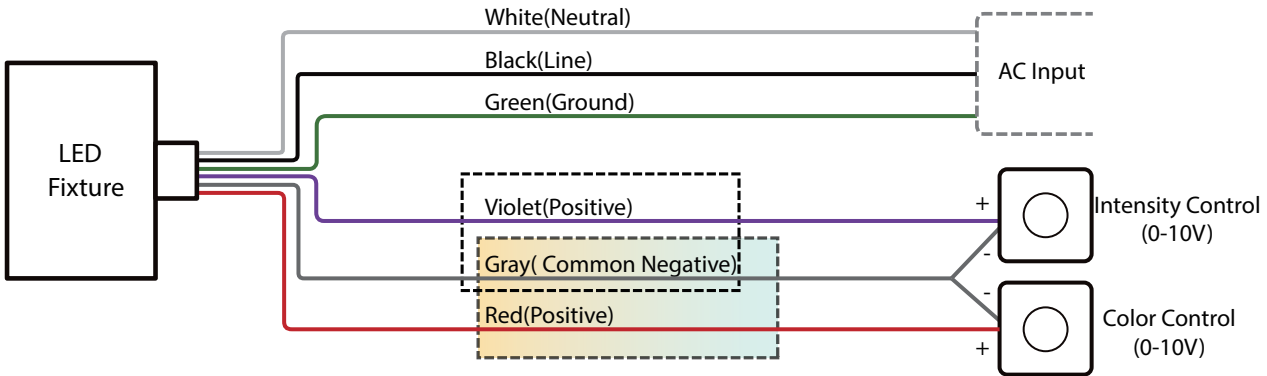 White(Neutral)
Black(Line)
AC Input
Green(Ground)
LED
Fixture
Violet(Positive)
+
Intensity Control
(0-10V)
-
Gray( Common Negative)
-
Red(Positive)
Color Control
+
(0-10V)